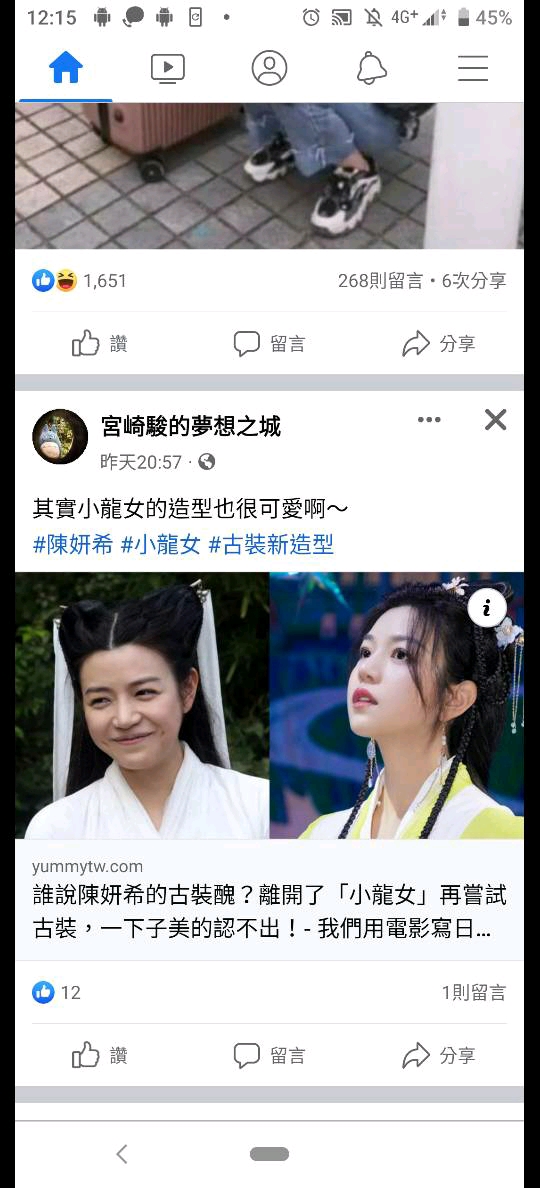 12:15
4G+
45%
1,651
268則留言・6次分享
讚
留言
分享
宮崎駿的夢想之城
昨天20:57 ·
其實小龍女的造型也很可愛啊～
#陳妍希 #小龍女 #古裝新造型
i
yummytw.com
誰說陳妍希的古裝醜？離開了「小龍女」再嘗試
古裝，一下子美的認不出！- 我們用電影寫日...
12
1則留言
讚
留言
分享